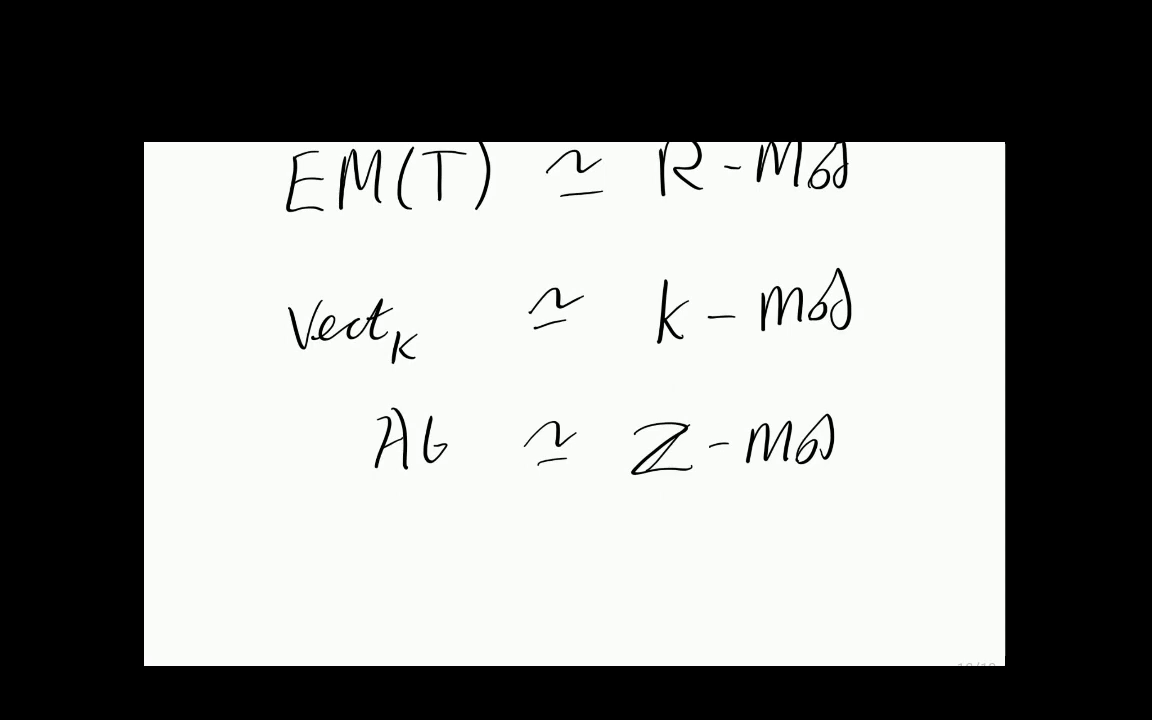 EM(T) ≃ R - Mod
Vect_K ≃ k - mod
Ab ≃ ℤ - mod